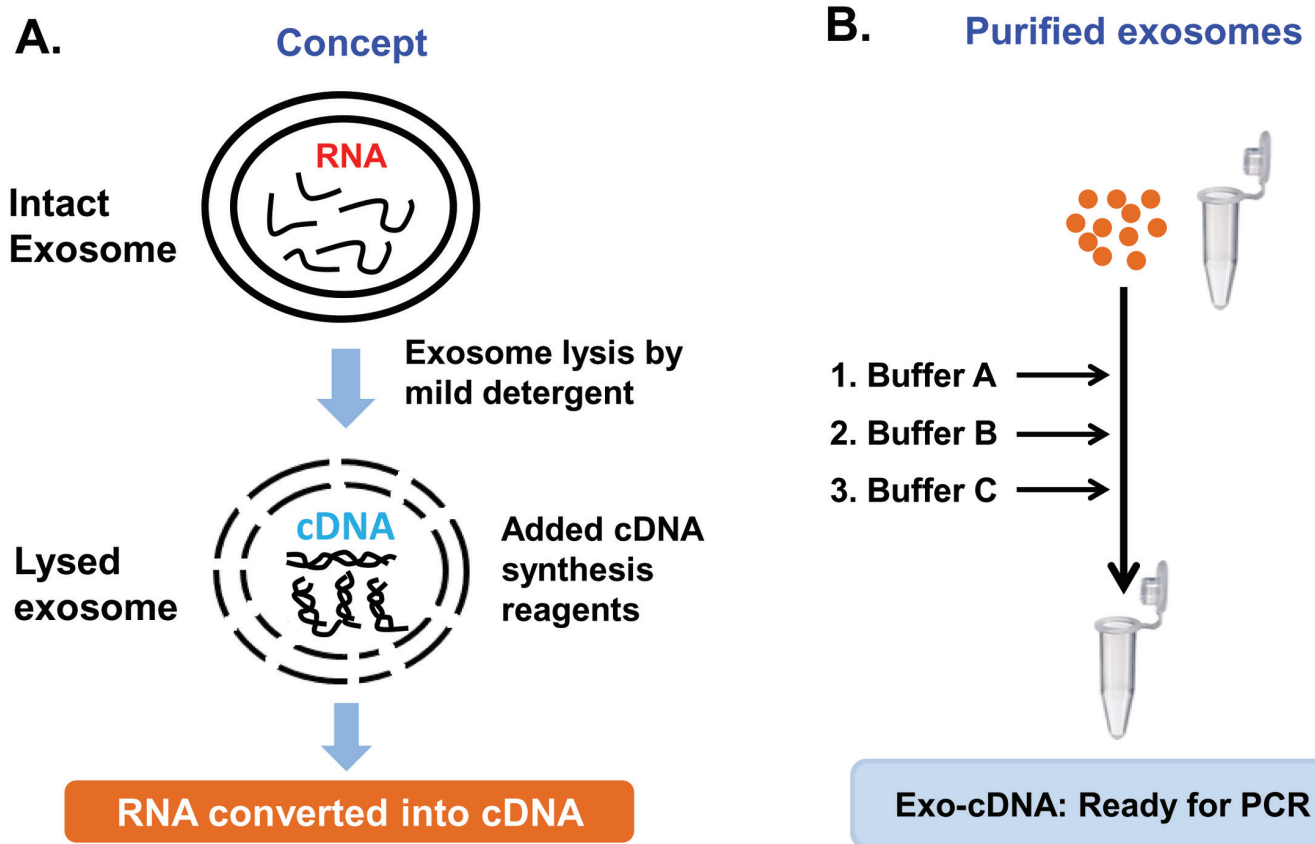 A.
Concept
RNA
Intact
Exosome
Exosome lysis by
mild detergent
cDNA
Lysed
exosome
Added cDNA
synthesis
reagents
RNA converted into cDNA
B.
Purified exosomes
1. Buffer A
2. Buffer B
3. Buffer C
Exo-cDNA: Ready for PCR